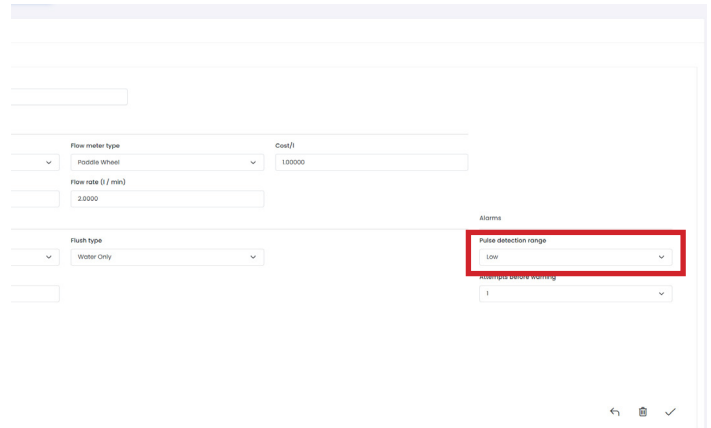 Flow meter type
Cost/l
Paddle Wheel
1.00000
Flow rate (l / min)
2.0000
Alarms
Flush type
Pulse detection range
Water Only
Low
Attempts before warning
1